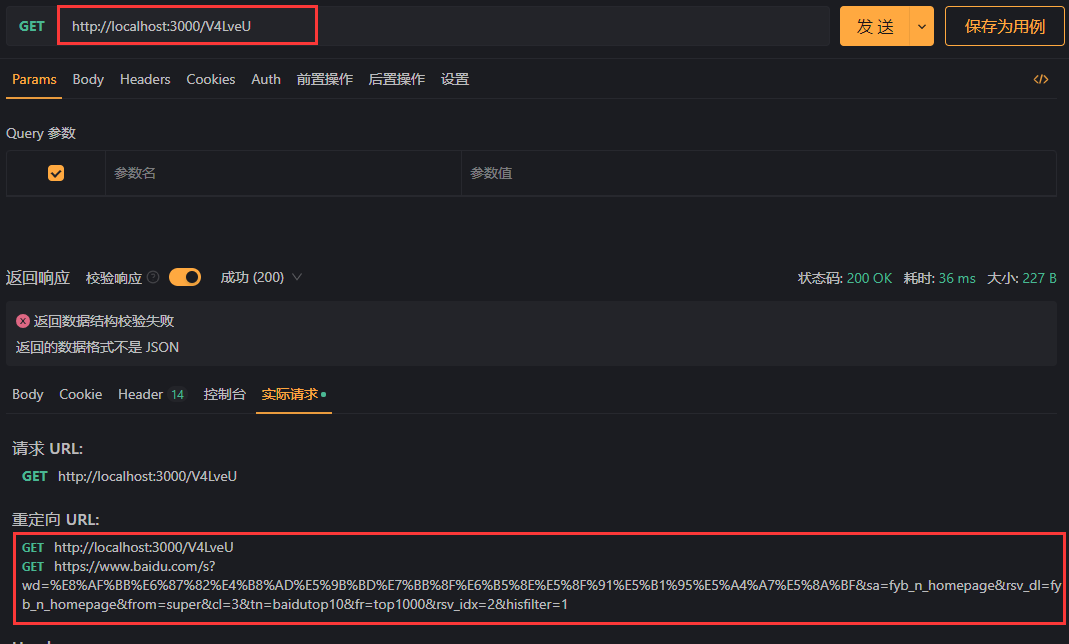 GET http://localhost:3000/V4LveU 发 送 保存为用例
Params Body Headers Cookies Auth 前置操作 后置操作 设置 </>
Query 参数
参数名 参数值
返回响应 校验响应 ? 成功 (200) 状态码: 200 OK 耗时: 36 ms 大小: 227 B
返回数据结构校验失败
返回的数据格式不是 JSON
Body Cookie Header 14 控制台 实际请求
请求 URL:
GET http://localhost:3000/V4LveU
重定向 URL:
GET http://localhost:3000/V4LveU
GET https://www.baidu.com/s?
wd=%E8%AF%BB%E6%87%82%E4%B8%AD%E5%9B%BD%E7%BB%8F%E6%B5%8E%E5%8F%91%E5%B1%95%E5%A4%A7%E5%8A%BF&sa=fyb_n_homepage&rsv_dl=fy
b_n_homepage&from=super&cl=3&tn=baidutop10&fr=top1000&rsv_idx=2&hisfilter=1